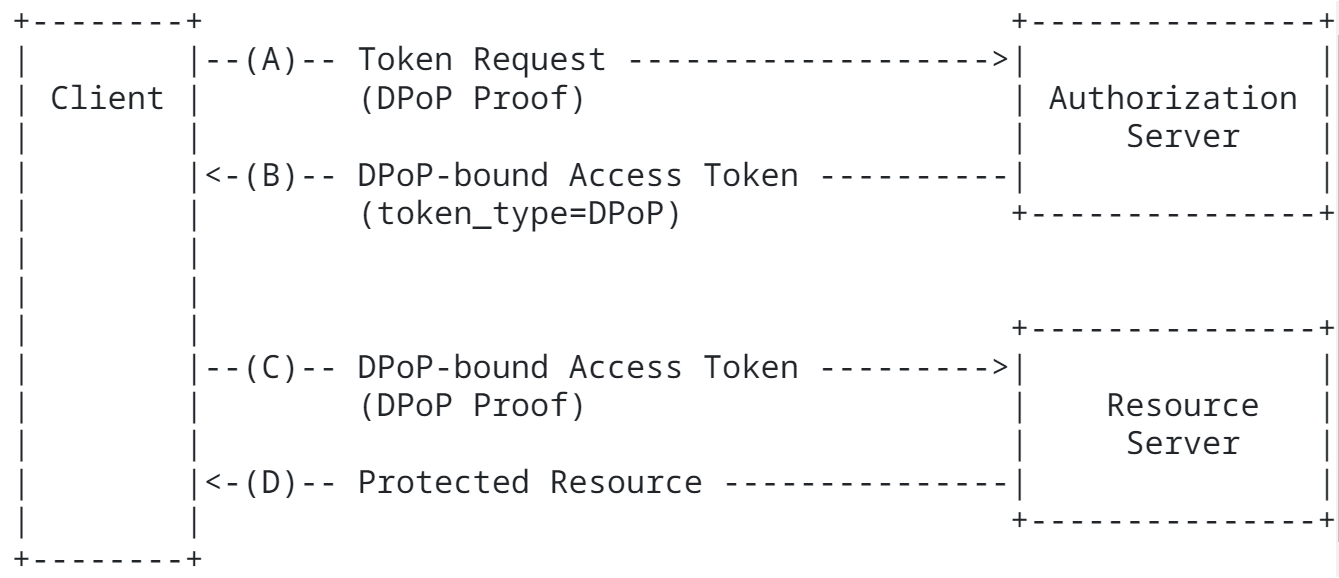 +--------+                                          +---------------+
|        |--(A)-- Token Request ------------------->|               |
| Client |        (DPoP Proof)                      | Authorization |
|        |                                          |     Server    |
|        |<-(B)-- DPoP-bound Access Token ----------|               |
|        |        (token_type=DPoP)                 +---------------+
|        |
|        |
|        |                                          +---------------+
|        |--(C)-- DPoP-bound Access Token --------->|               |
|        |        (DPoP Proof)                      |    Resource   |
|        |                                          |     Server    |
|        |<-(D)-- Protected Resource ---------------|               |
|        |                                          +---------------+
+--------+